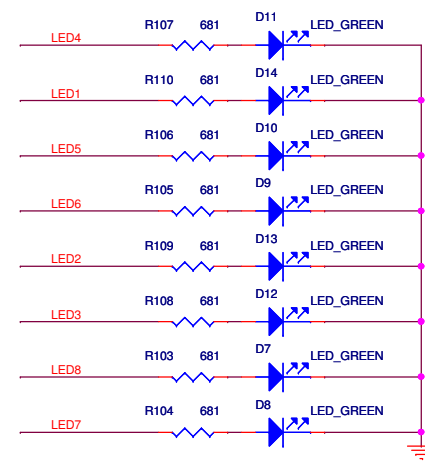 R107 681 D11 LED_GREEN
LED4
R110 680 D14 LED_GREEN
LED1
R106 681 D10 LED_GREEN
LED5
R105 681 D9 LED_GREEN
LED6
R109 681 D13 LED_GREEN
LED2
R108 681 D12 LED_GREEN
LED3
R103 681 D7 LED_GREEN
LED8
R104 681 D8 LED_GREEN
LED7